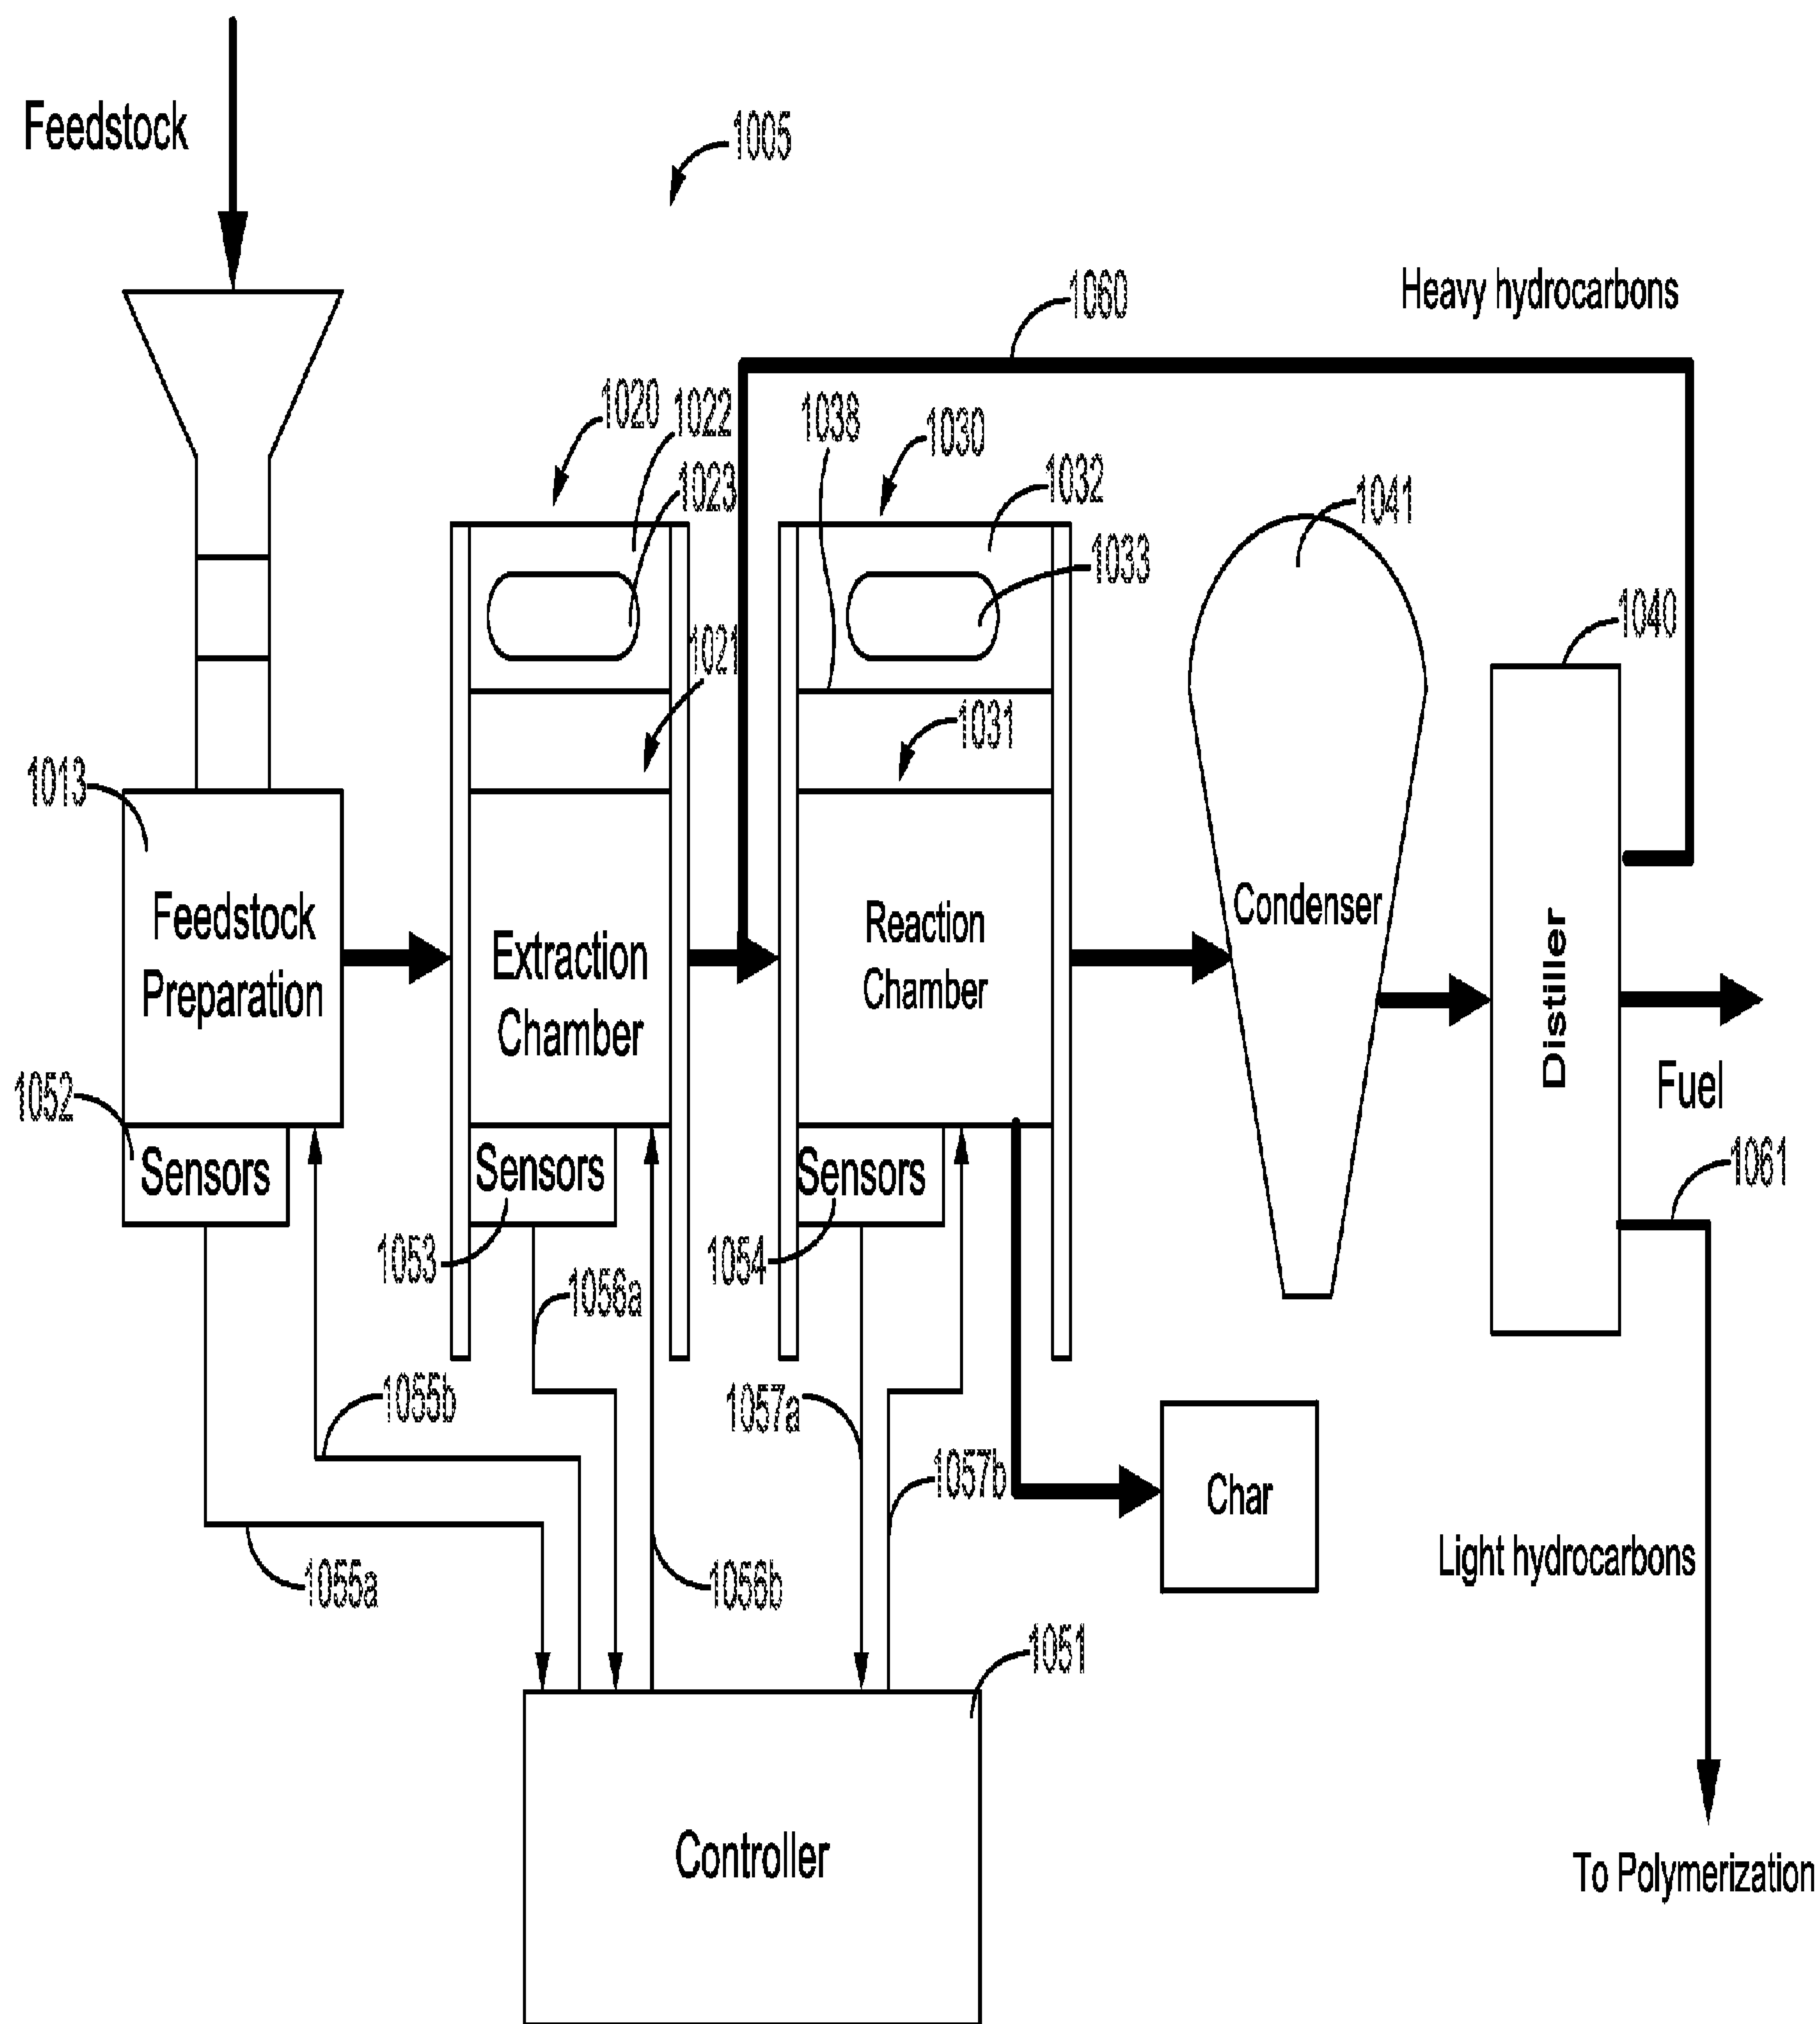 Feedstock
1005
Heavy hydrocarbons
1060
1020
1022
1023
1038
1030
1032
1033
1041
1040
1021
1031
1013
Feedstock
Preparation
Extraction
Chamber
Reaction
Chamber
Condenser
Distiller
Fuel
1052
Sensors
Sensors
Sensors
1053
1054
1061
1056a
1055b
1057a
1057b
Char
1055a
1056b
Light hydrocarbons
1051
Controller
To Polymerization